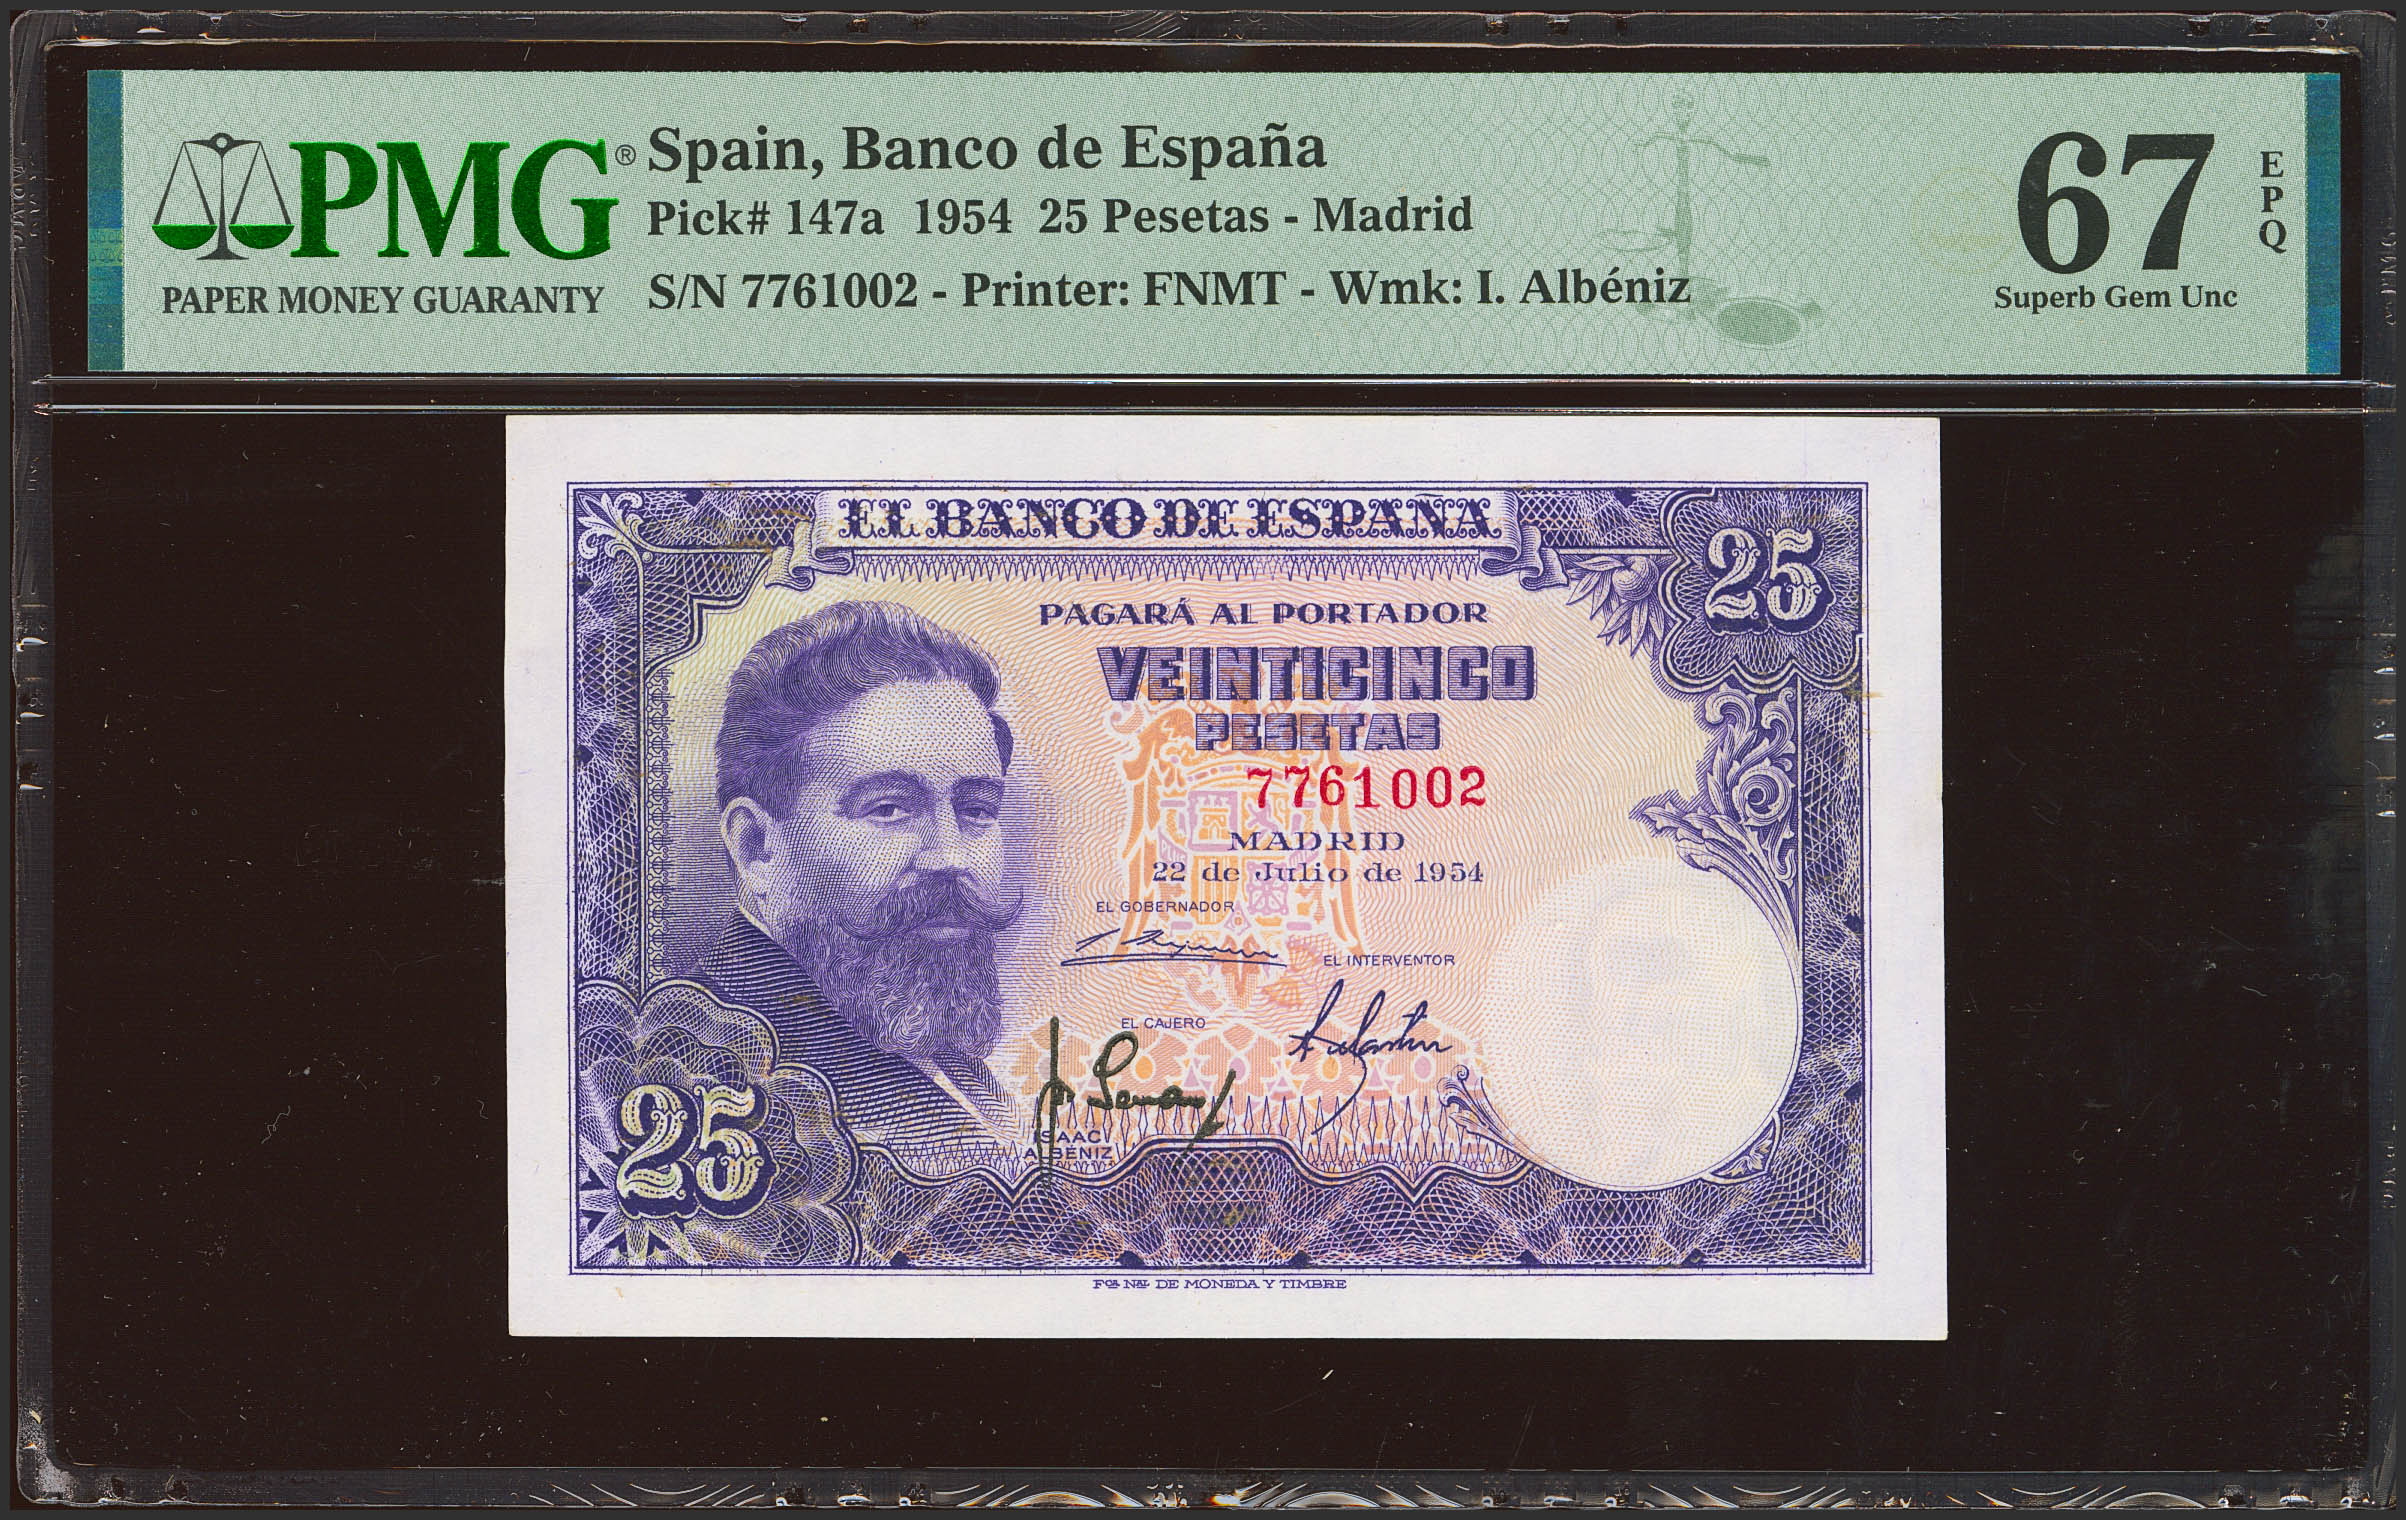 PMG®
PAPER MONEY GUARANTY
Spain, Banco de España
Pick# 147a 1954 25 Pesetas - Madrid
S/N 7761002 - Printer: FNMT - Wmk: I. Albéniz
67
EPQ
Superb Gem Unc
EL BANCO DE ESPAÑA
25
PAGARÁ AL PORTADOR
VEINTICINCO
PESETAS
7761002
MADRID
22 de Julio de 1954
EL GOBERNADOR
EL INTERVENTOR
EL CAJERO
ISAAC
ALBÉNIZ
25
FCA. NAL. DE MONEDA Y TIMBRE